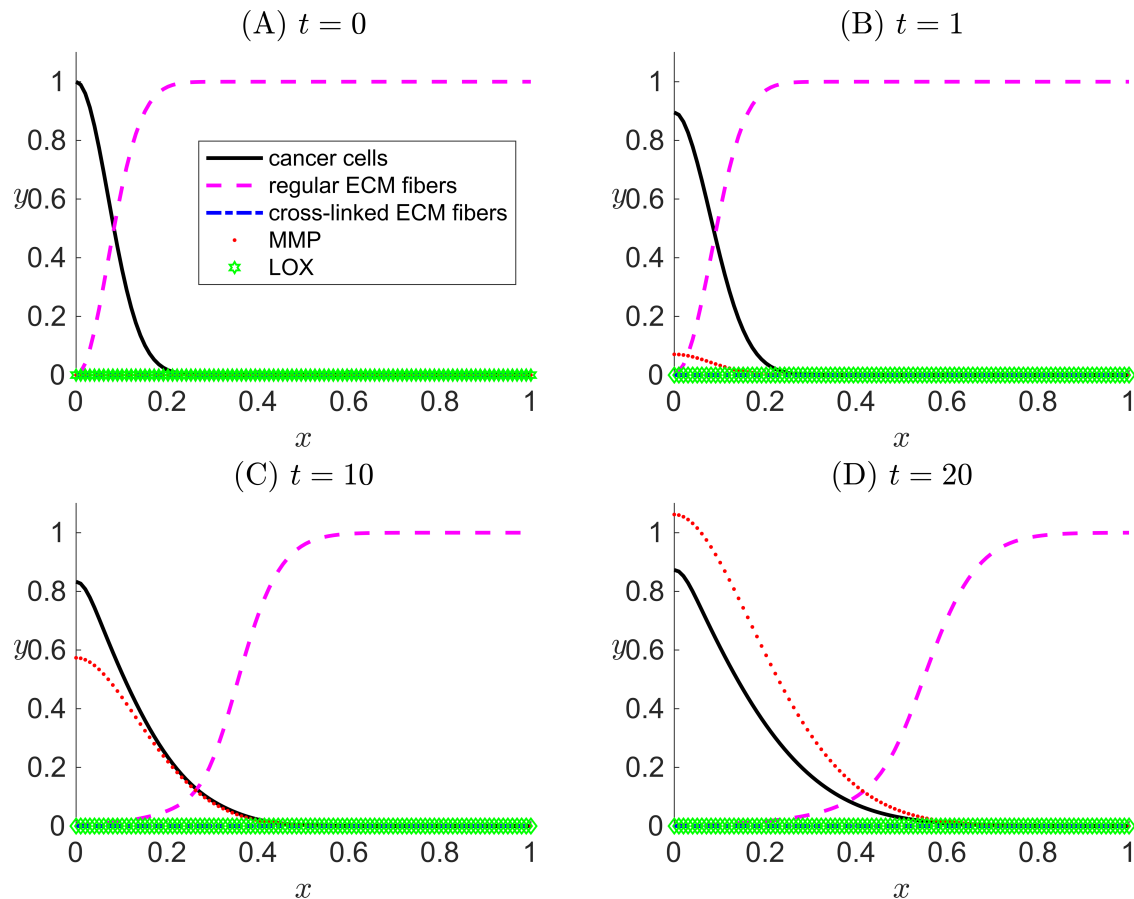 (A) t = 0
1
0.8
y0.6
0.4
0.2
0
0 0.2 0.4 0.6 0.8 1
x
cancer cells
regular ECM fibers
cross-linked ECM fibers
MMP
LOX
(B) t = 1
1
0.8
y0.6
0.4
0.2
0
0 0.2 0.4 0.6 0.8 1
x
(C) t = 10
1
0.8
y0.6
0.4
0.2
0
0 0.2 0.4 0.6 0.8 1
x
(D) t = 20
1
0.8
y0.6
0.4
0.2
0
0 0.2 0.4 0.6 0.8 1
x